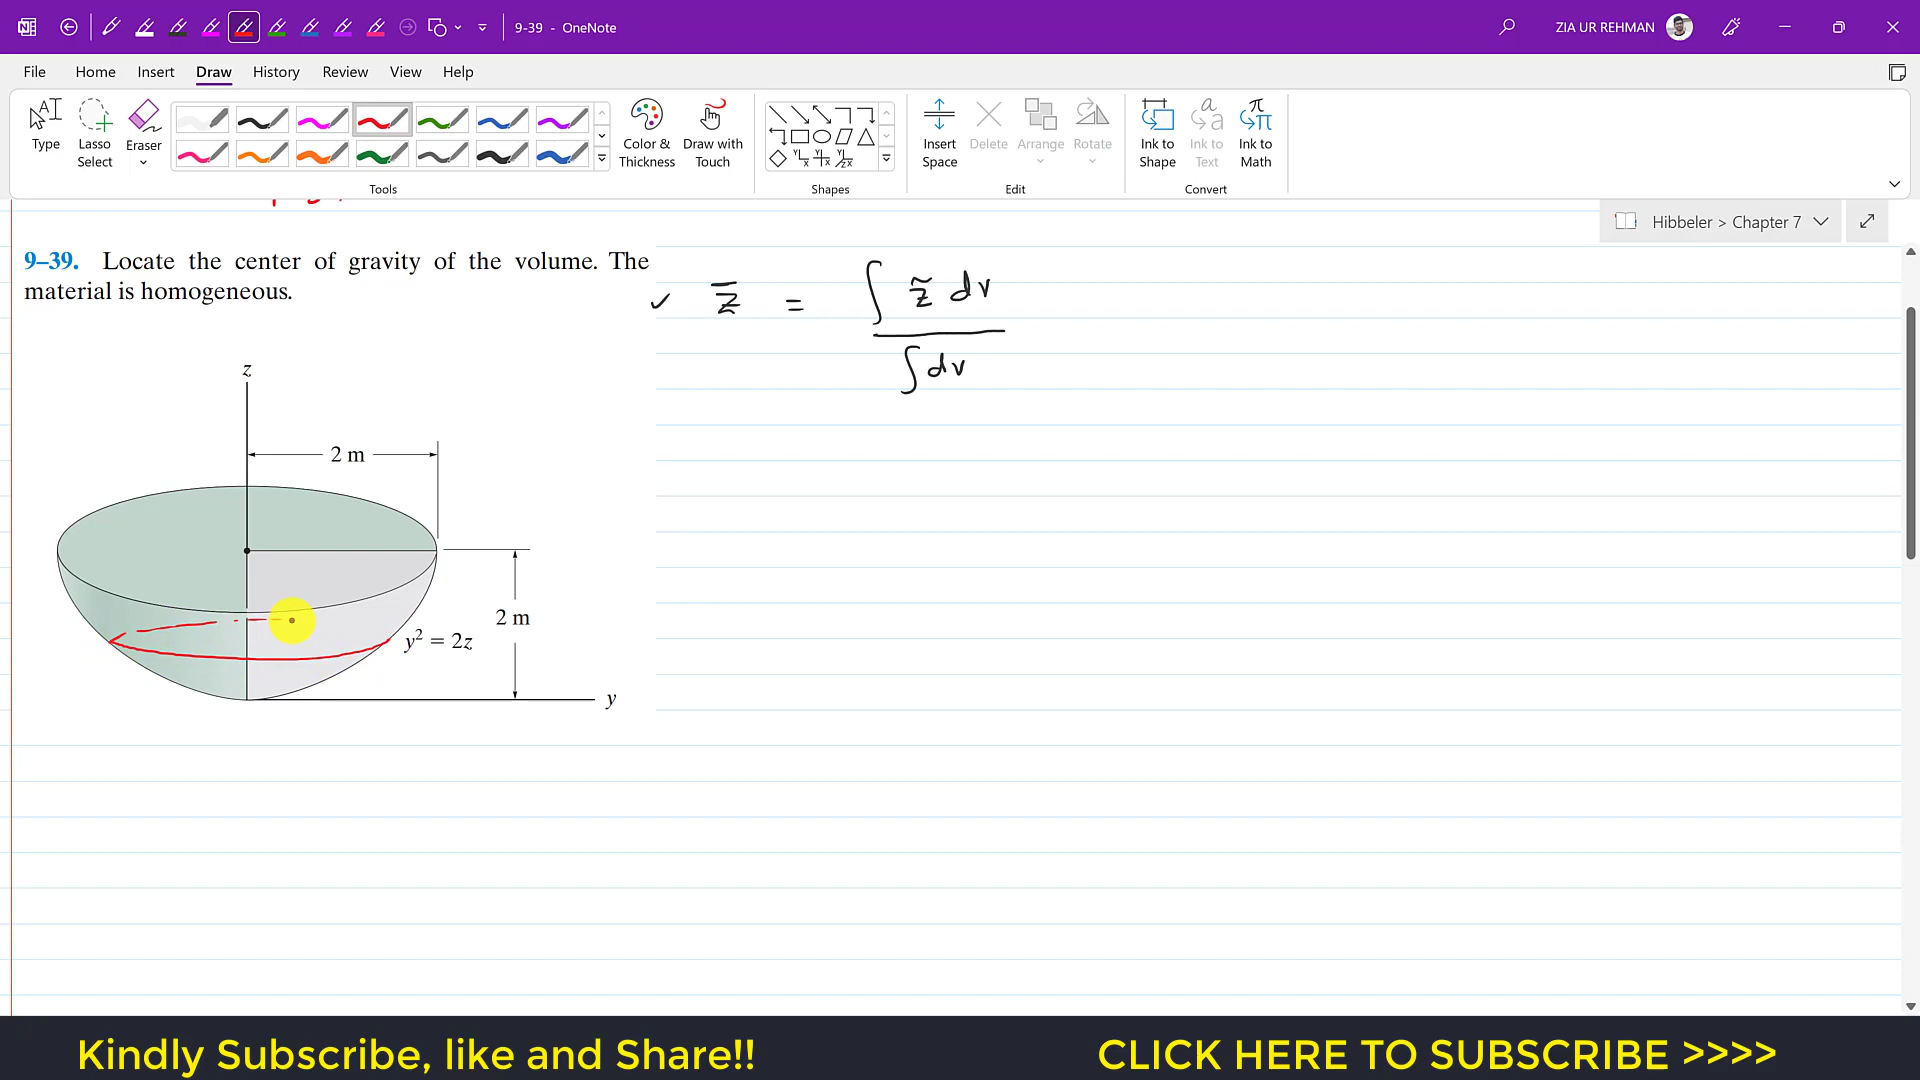 9-39 - OneNote
ZIA UR REHMAN
File Home Insert Draw History Review View Help
Type
Lasso Select
Eraser
Color & Thickness
Draw with Touch
Insert Space
Delete
Arrange
Rotate
Ink to Shape
Ink to Text
Ink to Math
Tools
Shapes
Edit
Convert
Hibbeler > Chapter 7
9–39. Locate the center of gravity of the volume. The
material is homogeneous.
✓ z̄ = ∫ z̃ dv
∫ dv
z
2 m
2 m
y² = 2z
y
Kindly Subscribe, like and Share!!
CLICK HERE TO SUBSCRIBE >>>>